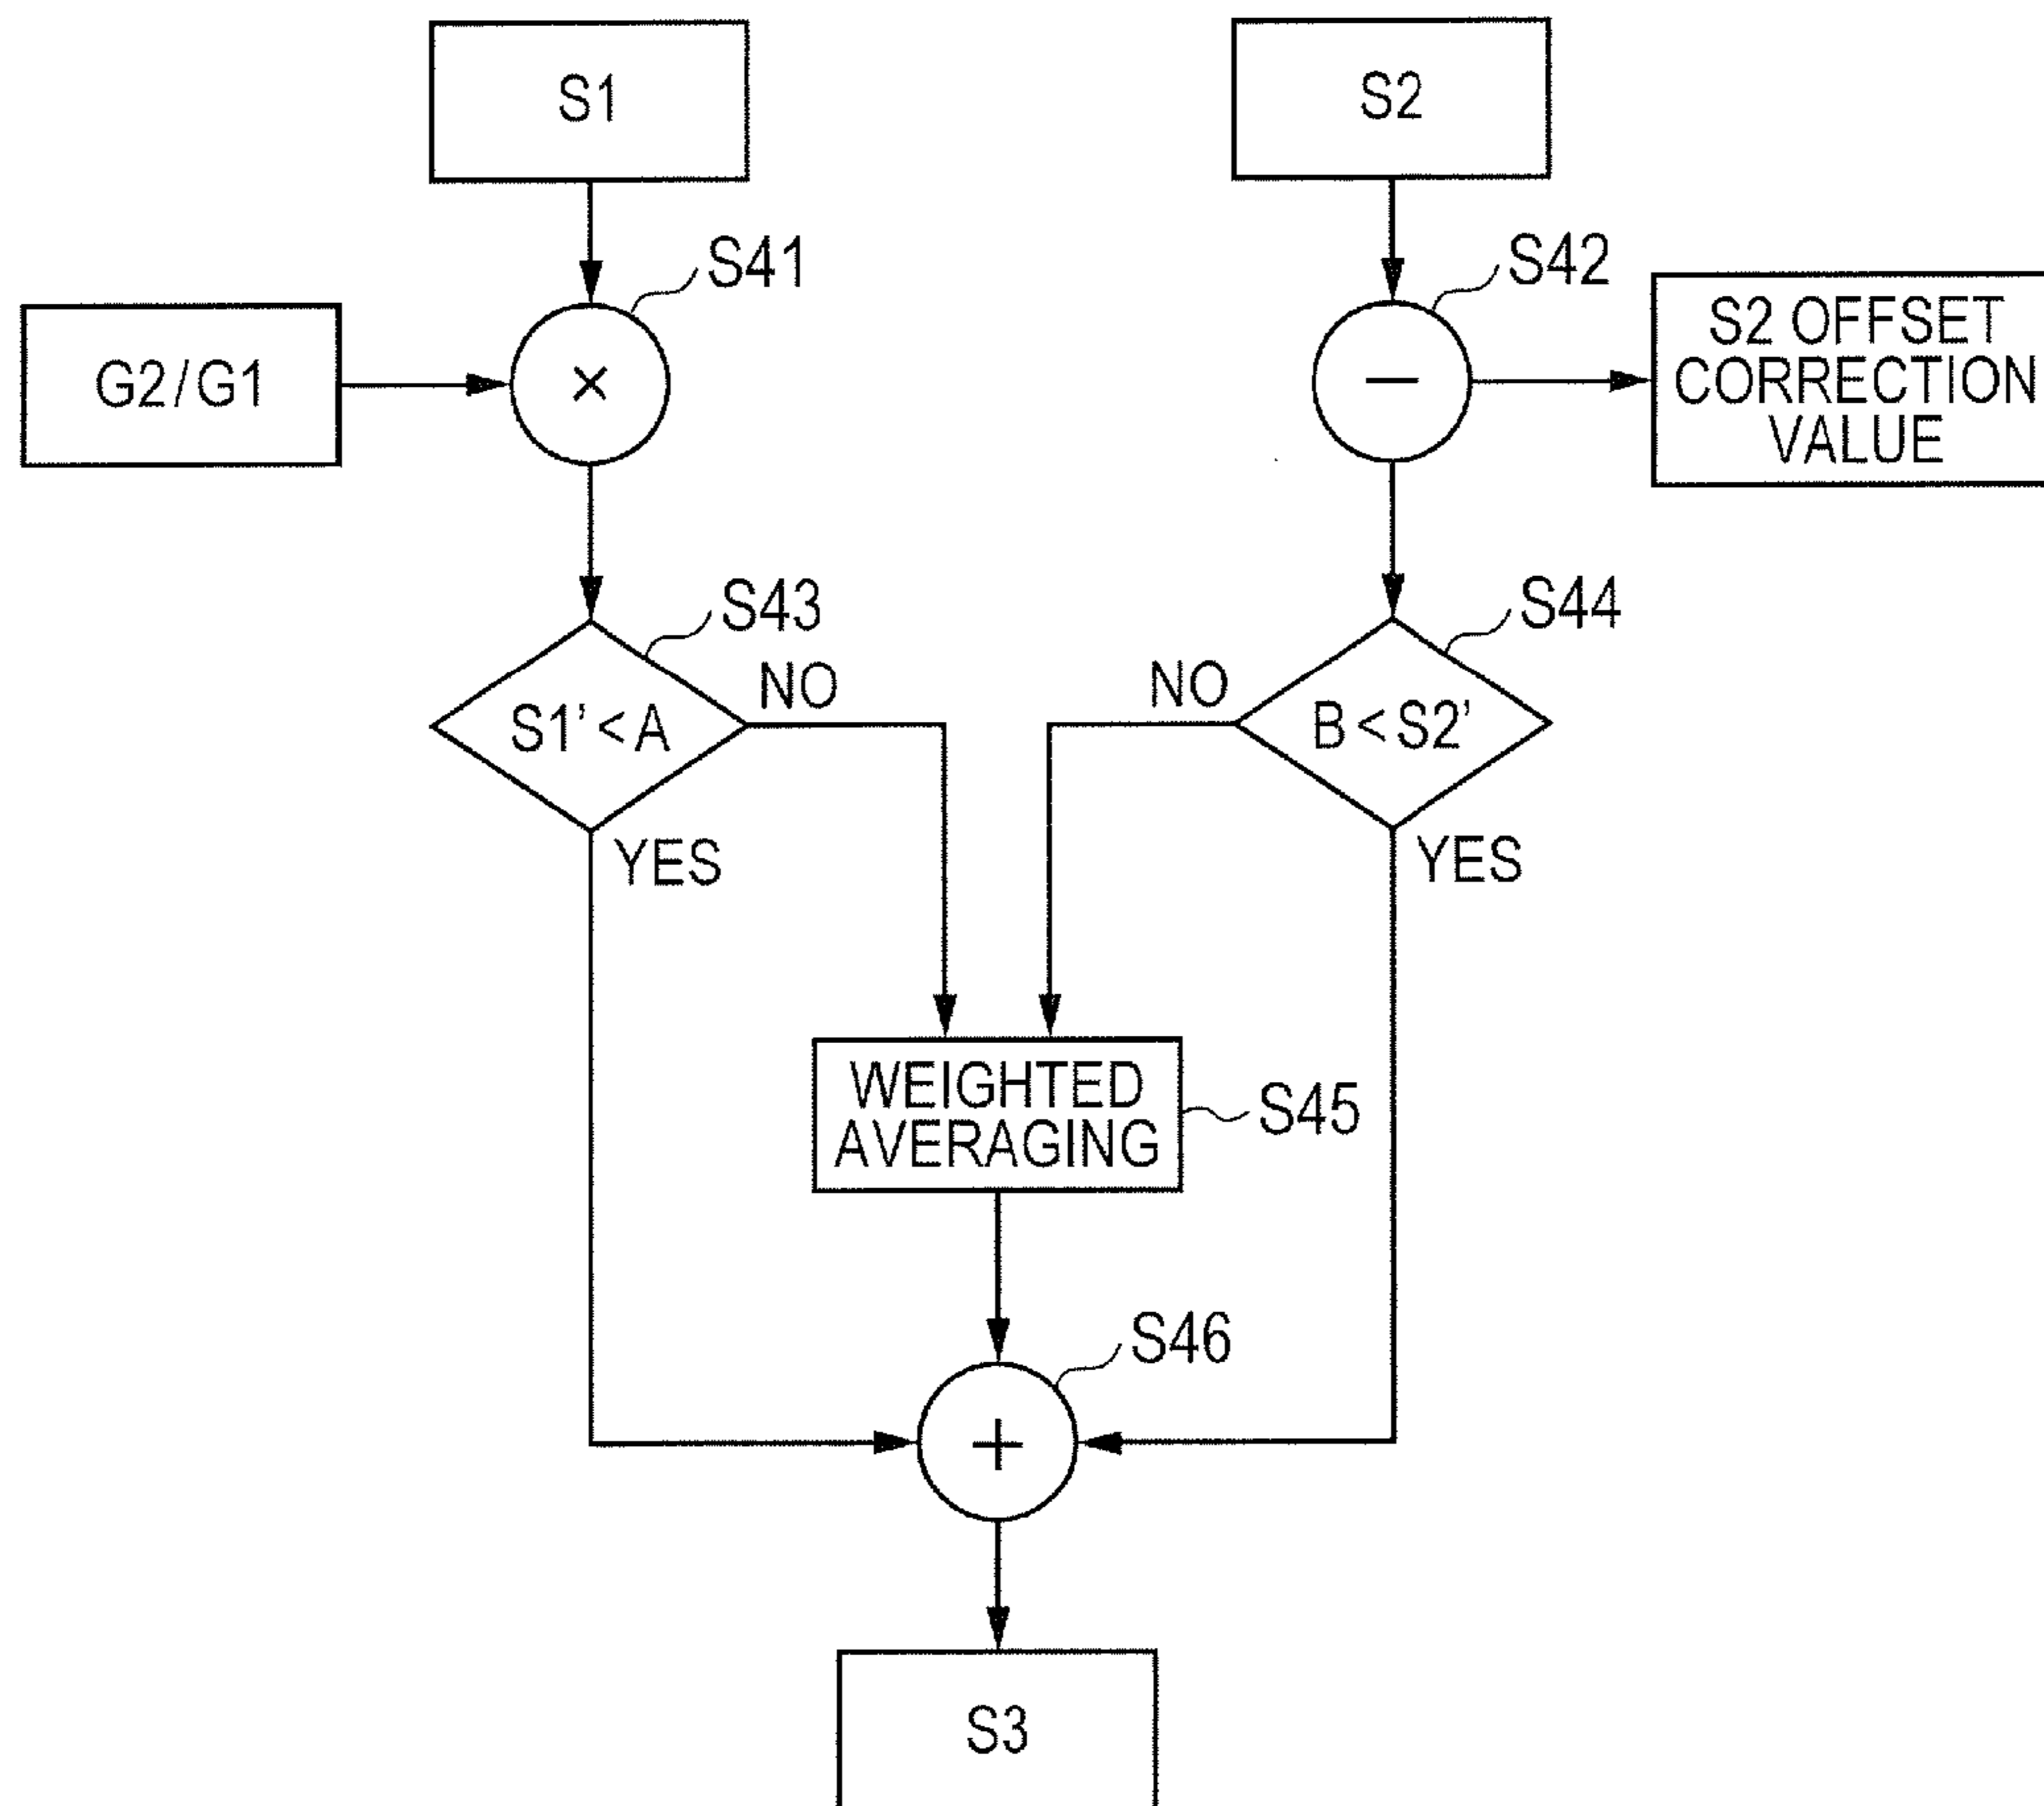 S1
S2
S41
S42
G2/G1
×
−
S2 OFFSET
CORRECTION
VALUE
S43
S44
NO
NO
S1'<A
B<S2'
YES
YES
WEIGHTED
AVERAGING
S45
S46
+
S3